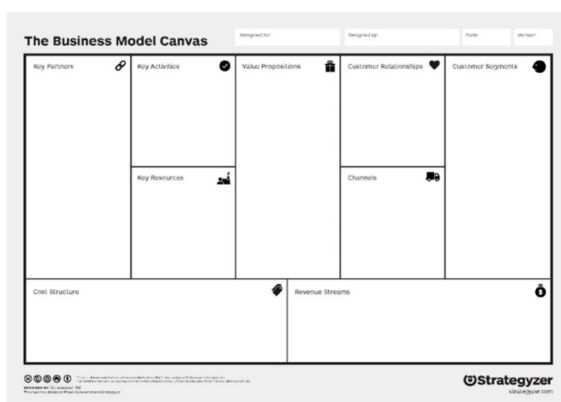 The Business Model Canvas
Designed for:
Designed by:
Date:
Version:
Key Partners
Key Activities
Value Propositions
Customer Relationships
Customer Segments
Key Resources
Channels
Cost Structure
Revenue Streams
Strategyzer
strategyzer.com